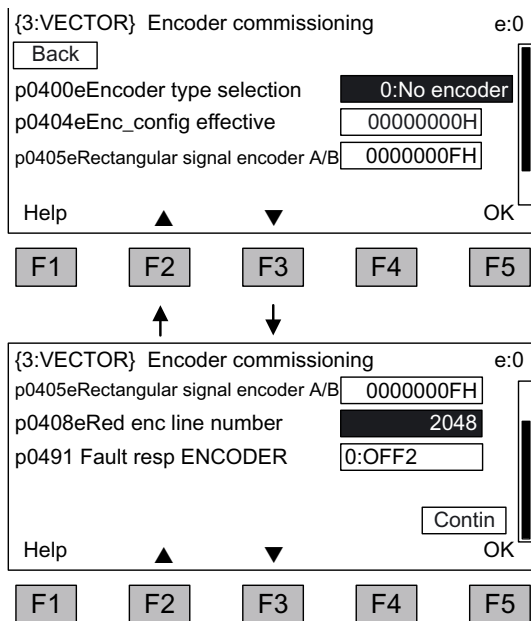 {3:VECTOR} Encoder commissioning e:0
Back
p0400eEncoder type selection 0:No encoder
p0404eEnc_config effective 00000000H
p0405eRectangular signal encoder A/B 0000000FH
Help ▲ ▼ OK
F1 F2 F3 F4 F5
{3:VECTOR} Encoder commissioning e:0
p0405eRectangular signal encoder A/B 0000000FH
p0408eRed enc line number 2048
p0491 Fault resp ENCODER 0:OFF2
Contin
Help ▲ ▼ OK
F1 F2 F3 F4 F5